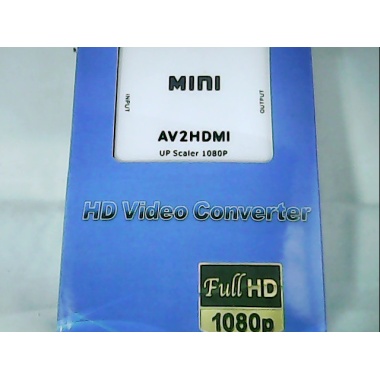 MINI
INPUT
OUTPUT
AV2HDMI
UP Scaler 1080P
HD Video Converter
Full HD
1080p